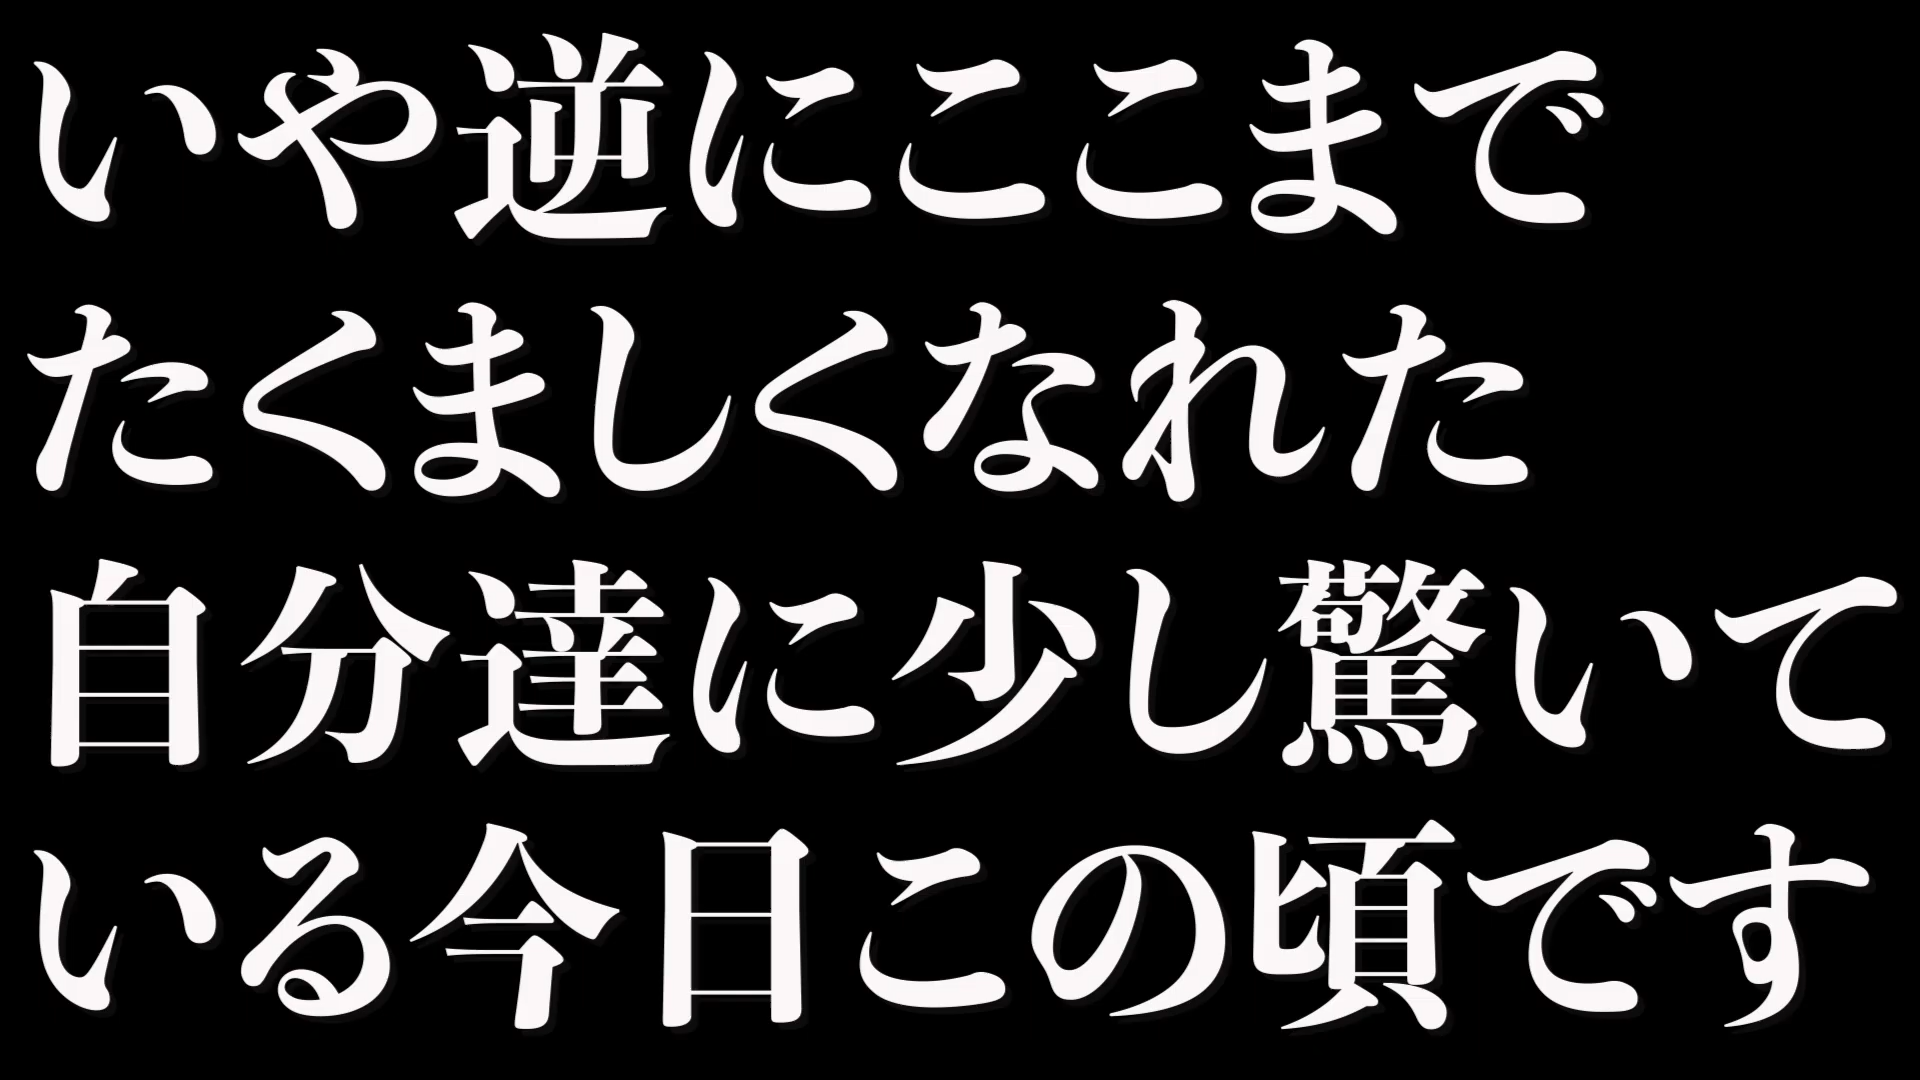 いや逆にここまで
たくましくなれた
自分達に少し驚いて
いる今日この頃です